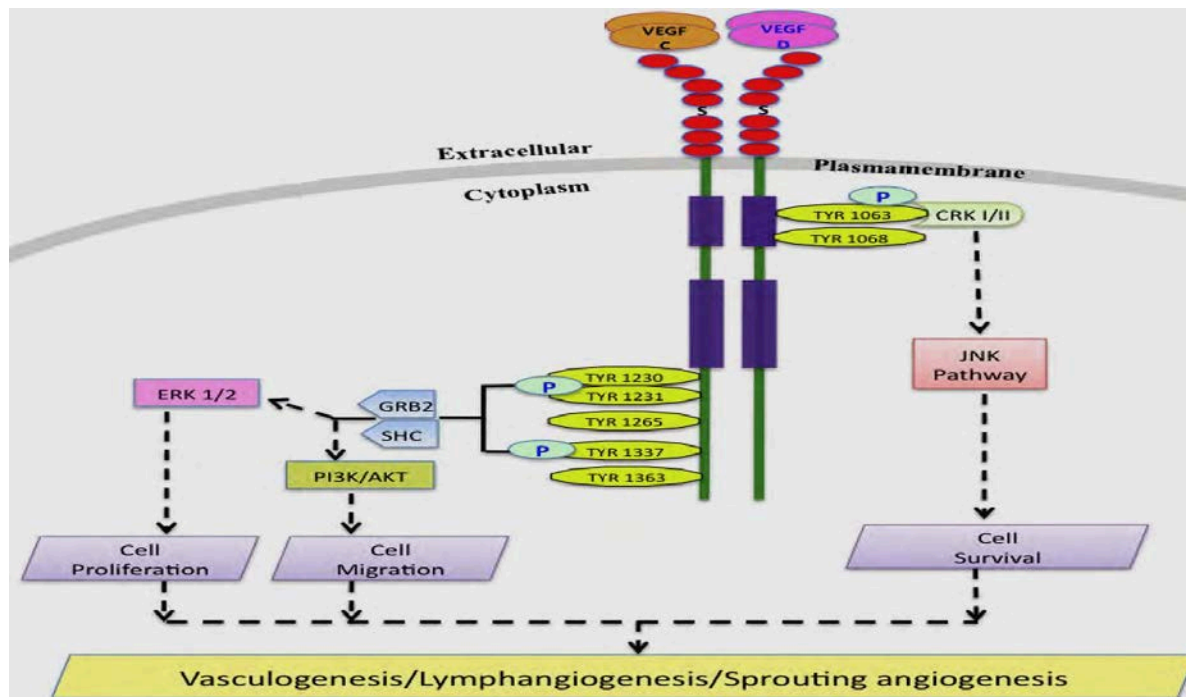 VEGF
C
VEGF
D
S
S
Extracellular
Plasmamembrane
Cytoplasm
P
TYR 1063
CRK I/II
TYR 1068
JNK
Pathway
TYR 1230
P
TYR 1231
ERK 1/2
GRB2
TYR 1265
SHC
P
TYR 1337
PI3K/AKT
TYR 1363
Cell
Proliferation
Cell
Migration
Cell
Survival
Vasculogenesis/Lymphangiogenesis/Sprouting angiogenesis